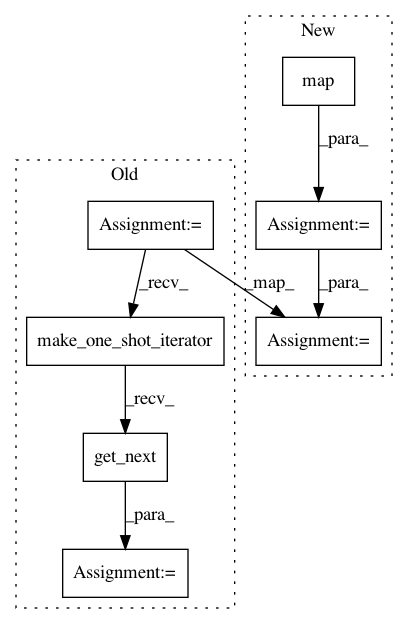 New
map
_para_
Old
Assignment:=
Assignment:=
_recv_
_map_
_para_
make_one_shot_iterator
Assignment:=
_recv_
get_next
_para_
Assignment:=